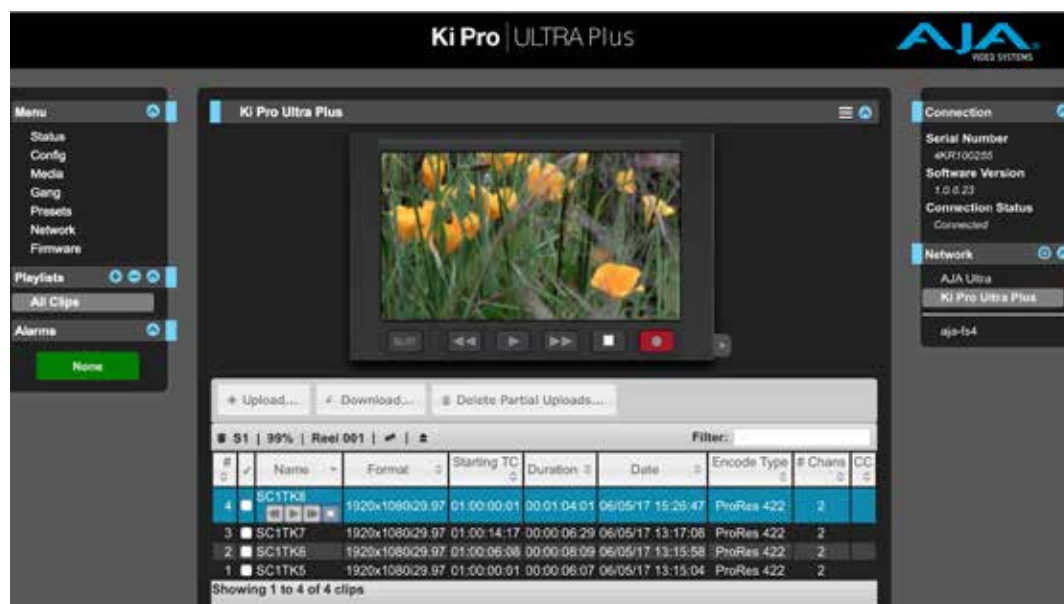 Ki Pro ULTRA Plus
AJA
VIDEO SYSTEMS
Menu
Status
Config
Media
Gang
Presets
Network
Firmware
Playlists
All Clips
Alarms
None
Ki Pro Ultra Plus
Upload...
Download...
Delete Partial Uploads...
S1 | 99% | Reel 001 |
Filter:
# Name Format Starting TC Duration Date Encode Type # Chans CC
4 SC1TK8 1920x1080i29.97 01:00:00:01 00:01:04:01 06/05/17 15:26:47 ProRes 422 2
3 SC1TK7 1920x1080i29.97 01:00:14:17 00:00:06:29 06/05/17 13:17:06 ProRes 422 2
2 SC1TK6 1920x1080i29.97 01:00:06:08 00:00:08:09 06/05/17 13:15:58 ProRes 422 2
1 SC1TK5 1920x1080i29.97 01:00:00:01 00:00:06:07 06/05/17 13:15:04 ProRes 422 2
Showing 1 to 4 of 4 clips
Connection
Serial Number
4KR100255
Software Version
1.0.0.23
Connection Status
Connected
Network
AJA Ultra
Ki Pro Ultra Plus
aja-fs4